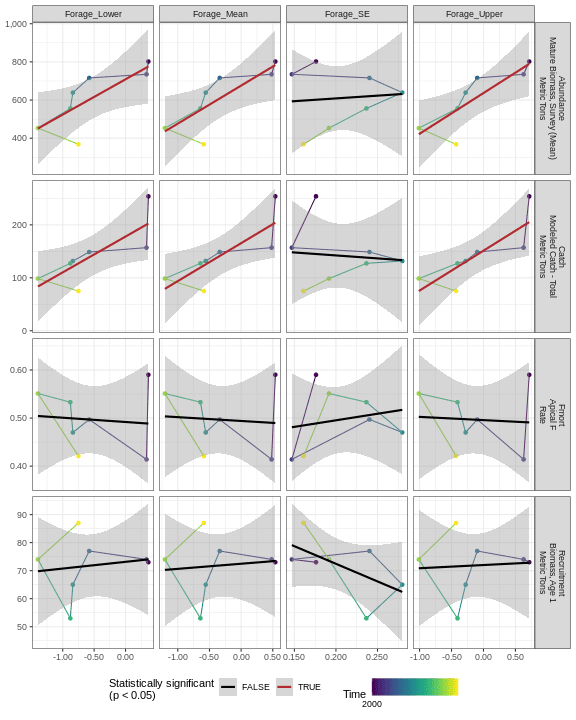 Forage_Lower Forage_Mean Forage_SE Forage_Upper
1,000
800
600
400
Abundance
Mature Biomass, Survey (Mean)
Metric Tons
200
100
0
Catch
Modeled Catch - Total
Metric Tons
0.60
0.50
0.40
Fmort
Apical F
Rate
90
80
70
60
50
Recruitment
Biomass, Age 1
Metric Tons
-1.00 -0.50 0.00 -1.00 -0.50 0.00 0.50 0.150 0.200 0.250 -1.00 -0.50 0.00 0.50
Statistically significant
(p < 0.05)
FALSE TRUE
Time
2000